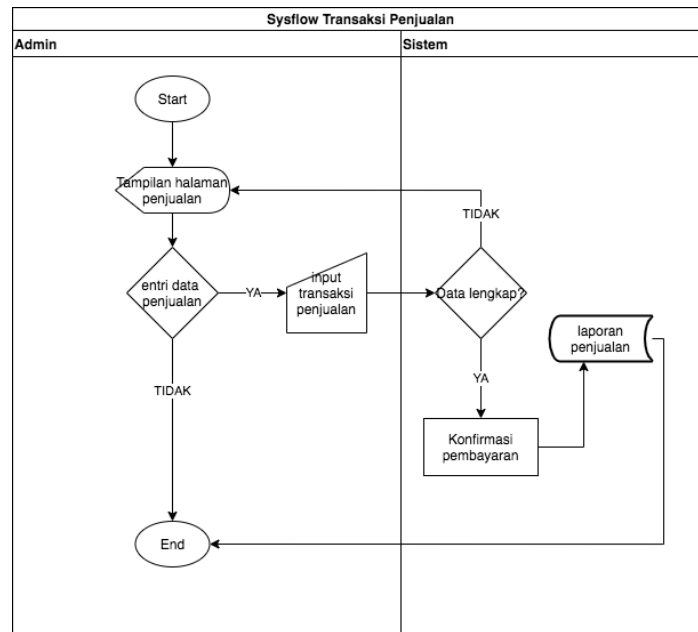 Sysflow Transaksi Penjualan
Admin
Sistem
Start
Tampilan halaman
penjualan
TIDAK
entri data
penjualan
YA
input
transaksi
penjualan
Data lengkap?
laporan
penjualan
TIDAK
YA
Konfirmasi
pembayaran
End